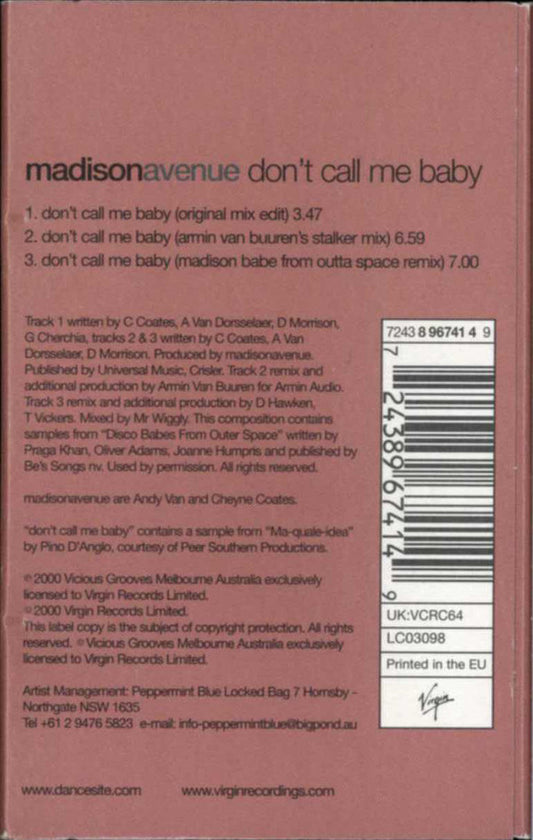 madisonavenue don't call me baby
1. don't call me baby (original mix edit) 3.47
2. don't call me baby (armin van buuren's stalker mix) 6.59
3. don't call me baby (madison babe from outta space remix) 7.00
Track 1 written by C Coates, A Van Dorsselaer, D Morrison,
G Cherchia, tracks 2 & 3 written by C Coates, A Van
Dorsselaer, D Morrison. Produced by madisonavenue.
Published by Universal Music, Crisler. Track 2 remix and
additional production by Armin Van Buuren for Armin Audio.
Track 3 remix and additional production by D Hawken,
T Vickers. Mixed by Mr Wiggly. This composition contains
samples from "Disco Babes From Outer Space" written by
Praga Khan, Oliver Adams, Joanne Humpris and published by
Be's Songs nv. Used by permission. All rights reserved.
madisonavenue are Andy Van and Cheyne Coates.
"don't call me baby" contains a sample from "Ma-quale-idea"
by Pino D'Angio, courtesy of Peer Southern Productions.
℗ 2000 Vicious Grooves Melbourne Australia exclusively
licensed to Virgin Records Limited.
© 2000 Virgin Records Limited.
This label copy is the subject of copyright protection. All rights
reserved. © Vicious Grooves Melbourne Australia exclusively
licensed to Virgin Records Limited.
Artist Management: Peppermint Blue Locked Bag 7 Hornsby -
Northgate NSW 1635
Tel +61 2 9476 5823 e-mail: info-peppermintblue@bigpond.au
www.dancesite.com www.virginrecordings.com
7243 8 96741 4 9
7 24389 67414 9
UK:VCRC64
LC03098
Printed in the EU
Virgin